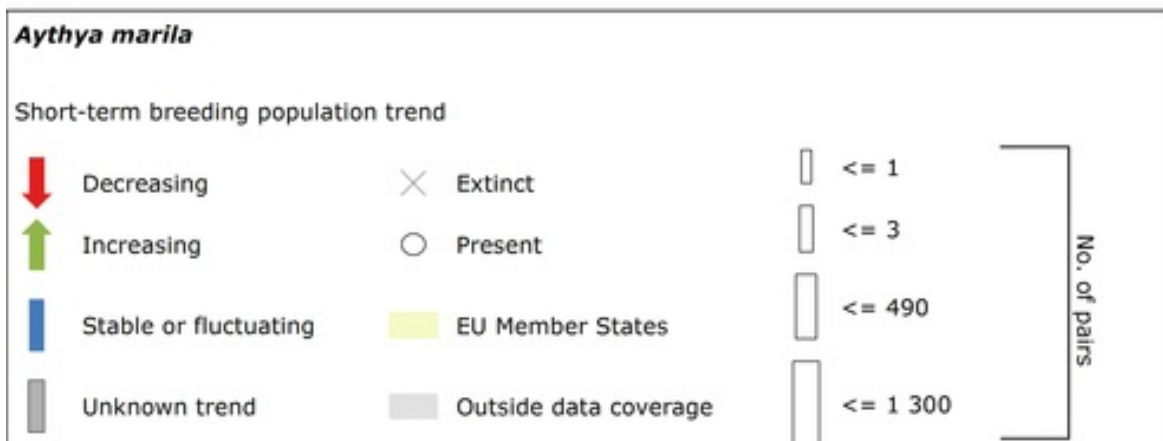 Aythya marila
Short-term breeding population trend
Decreasing
Extinct
<= 1
Increasing
Present
<= 3
Stable or fluctuating
EU Member States
<= 490
Unknown trend
Outside data coverage
<= 1 300
No. of pairs